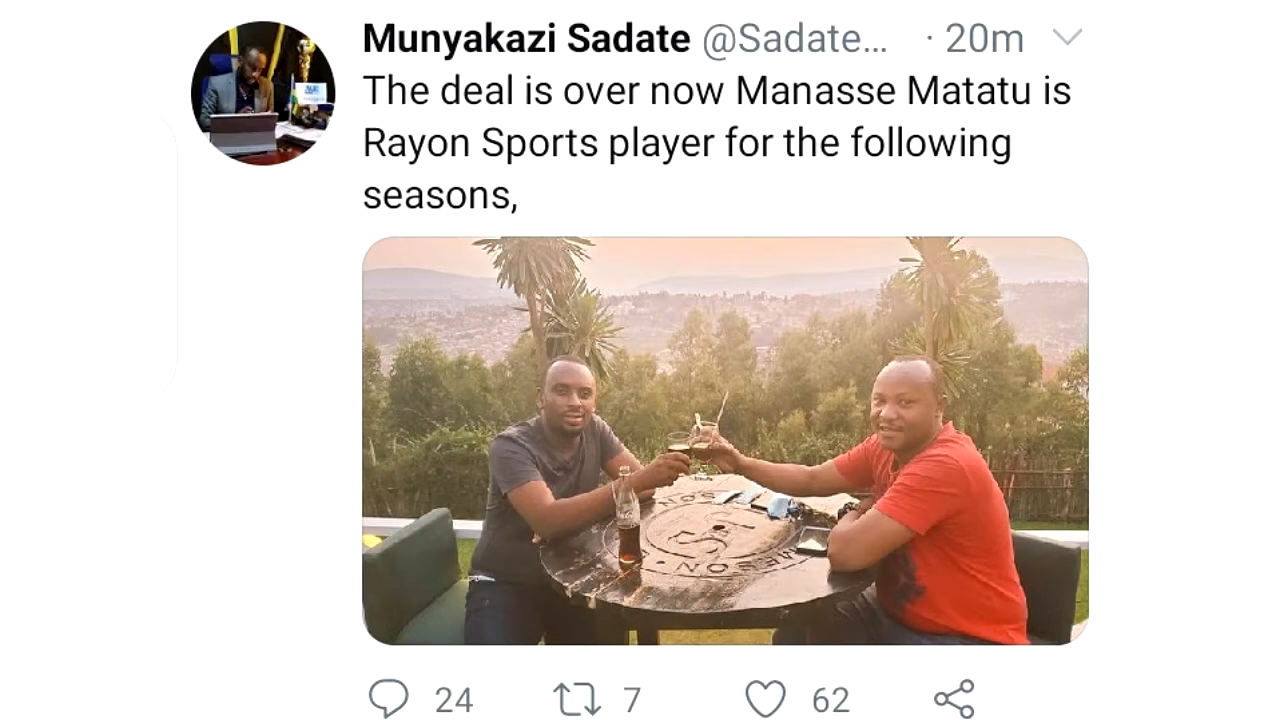 Munyakazi Sadate @Sadate... · 20m
The deal is over now Manasse Matatu is
Rayon Sports player for the following
seasons,
24 7 62